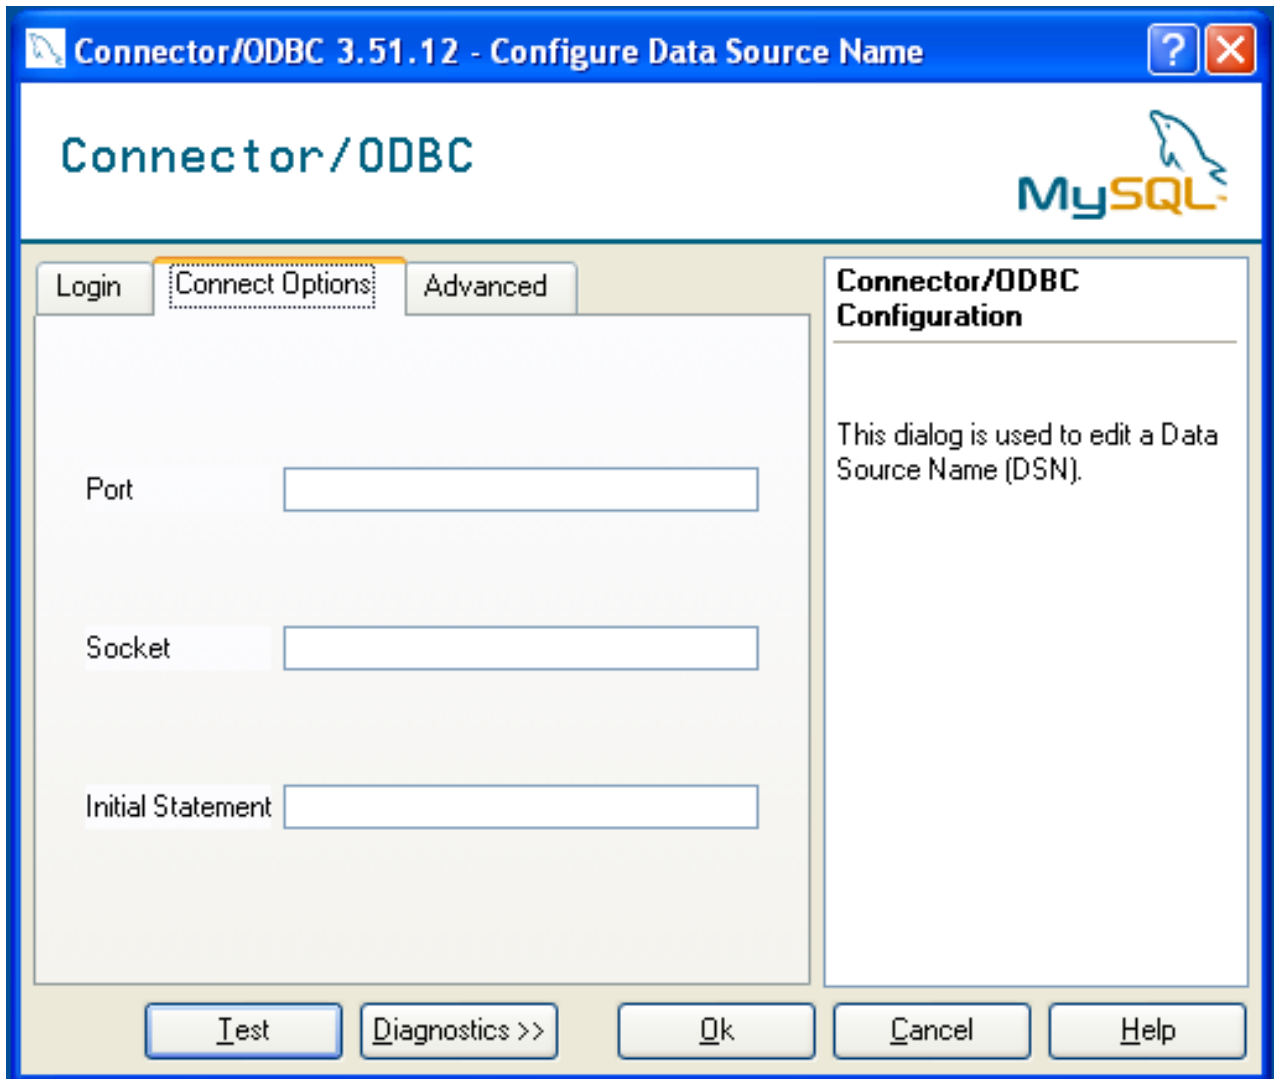 Connector/ODBC 3.51.12 - Configure Data Source Name
?
Connector/ODBC
MySQL
Login
Connect Options
Advanced
Port
Socket
Initial Statement
Connector/ODBC
Configuration
This dialog is used to edit a Data
Source Name (DSN).
Test
Diagnostics >>
Ok
Cancel
Help